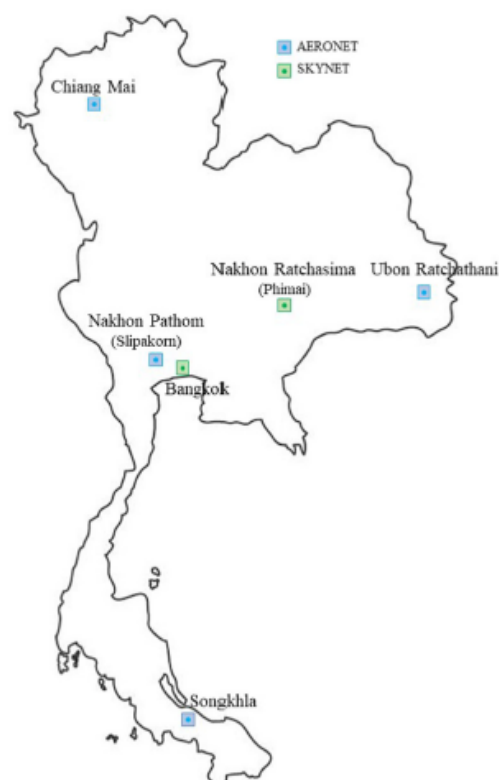 AERONET
SKYNET
Chiang Mai
Nakhon Ratchasima
(Phimai)
Ubon Ratchathani
Nakhon Pathom
(Slipakorn)
Bangkok
Songkhla